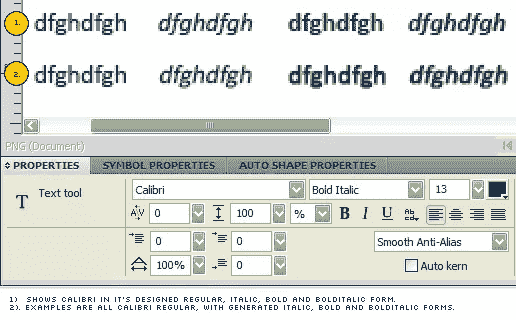 1. dfghdfgh dfghdfgh dfghdfgh dfghdfgh
2. dfghdfgh dfghdfgh dfghdfgh dfghdfgh
PNG (Document)
PROPERTIES SYMBOL PROPERTIES AUTO SHAPE PROPERTIES
T Text tool Calibri Bold Italic 13
AV 0 100 % B I U Ab
0 0 Smooth Anti-Alias
100% 0 Auto kern
1) SHOWS CALIBRI IN IT'S DESIGNED REGULAR, ITALIC, BOLD AND BOLDITALIC FORM.
2). EXAMPLES ARE ALL CALIBRI REGULAR, WITH GENERATED ITALIC, BOLD AND BOLDITALIC FORMS.